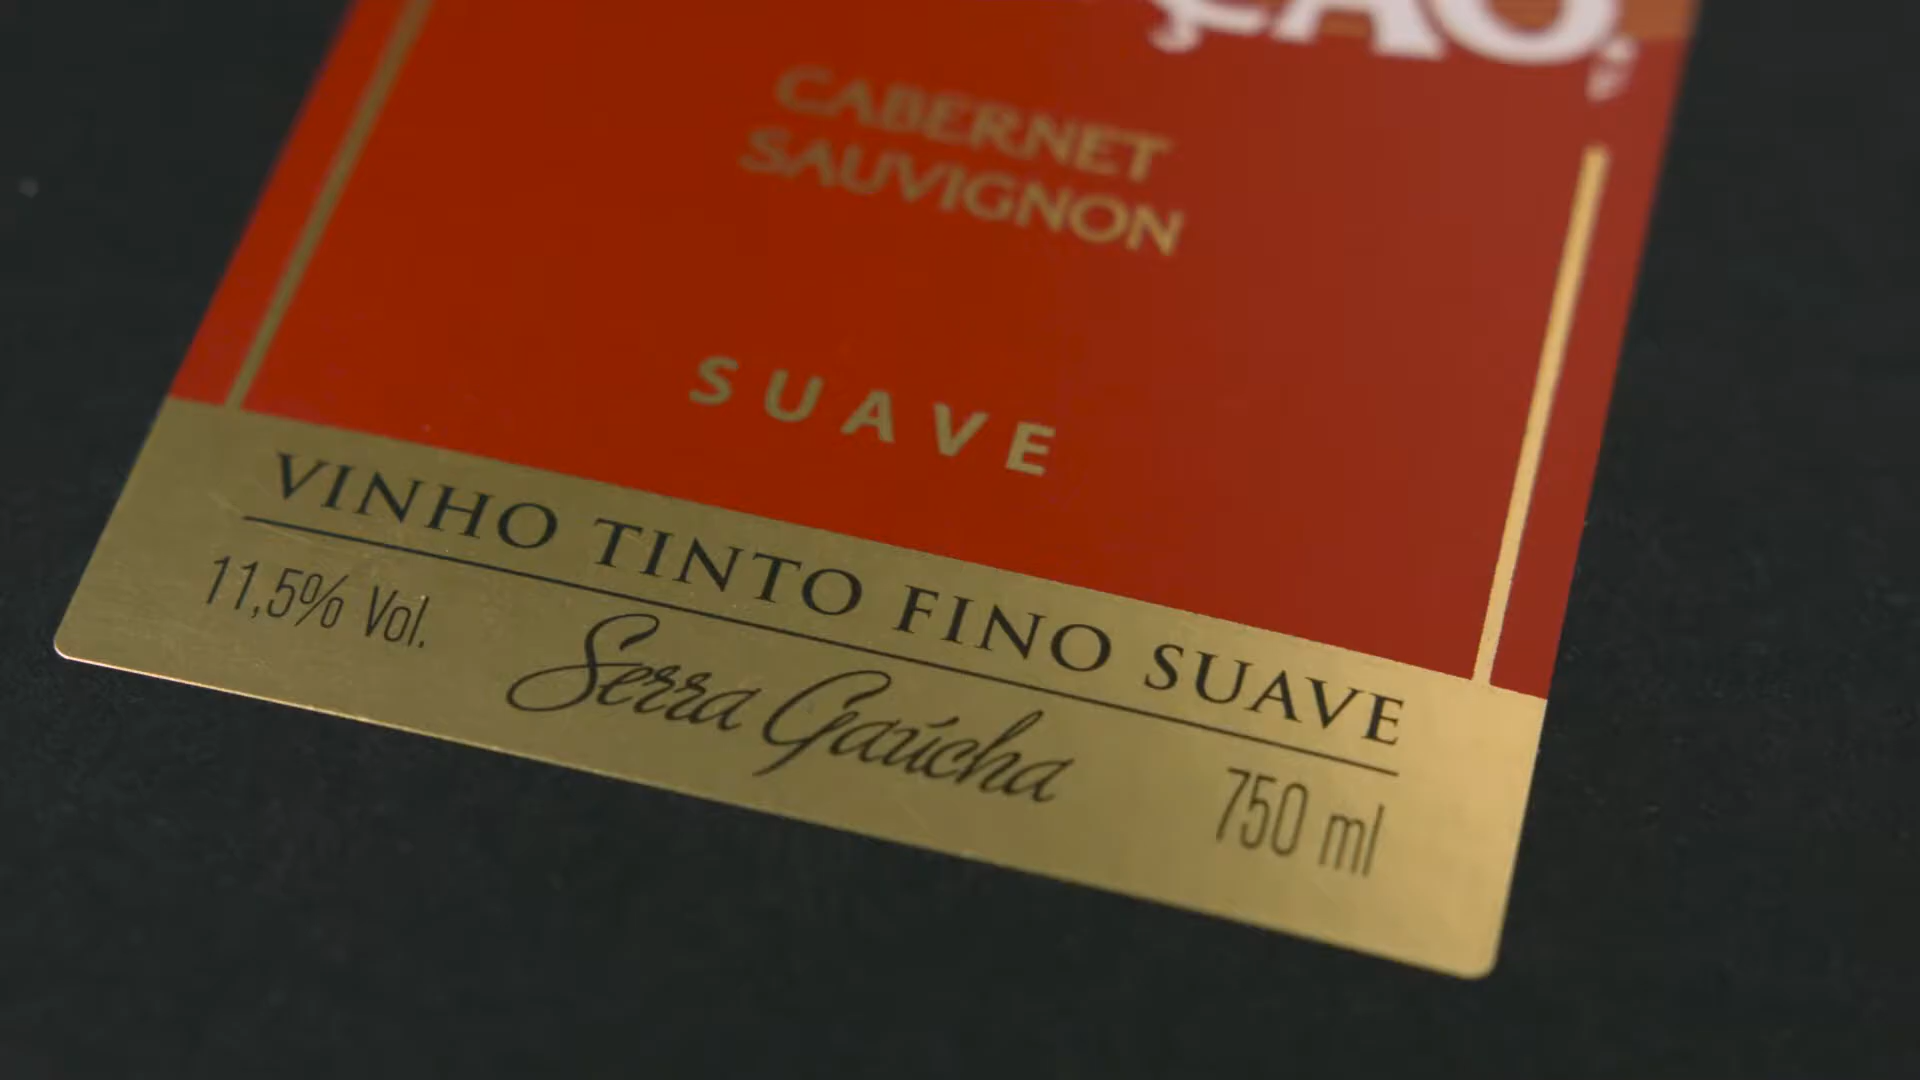 CABERNET
SAUVIGNON
SUAVE
VINHO TINTO FINO SUAVE
11,5% Vol.
Serra Gaúcha
750 ml